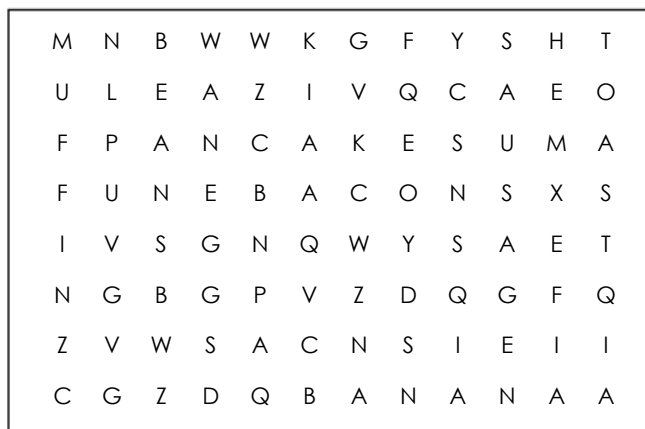 M N B W W K G F Y S H T
U L E A Z I V Q C A E O
F P A N C A K E S U M A
F U N E B A C O N S X S
I V S G N Q W Y S A E T
N G B G P V Z D Q G F Q
Z V W S A C N S I E I I
C G Z D Q B A N A N A A